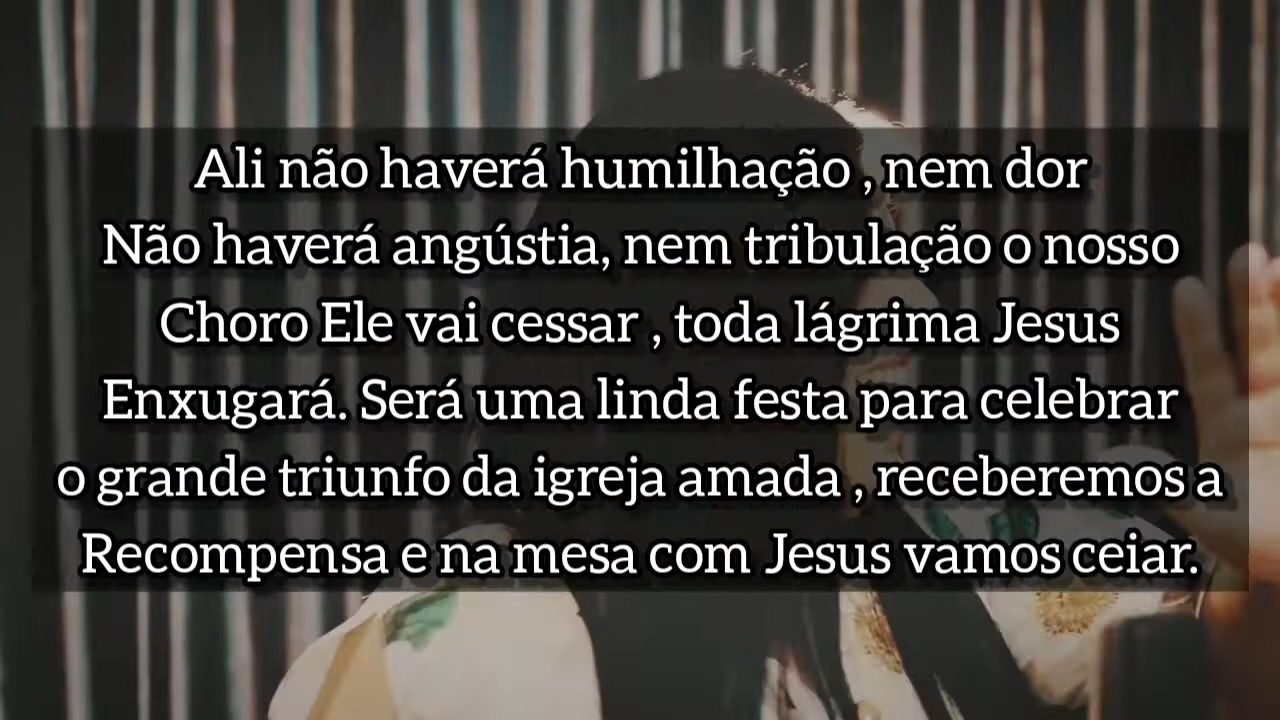 Ali não haverá humilhação , nem dor
Não haverá angústia, nem tribulação o nosso
Choro Ele vai cessar , toda lágrima Jesus
Enxugará. Será uma linda festa para celebrar
o grande triunfo da igreja amada , receberemos a
Recompensa e na mesa com Jesus vamos ceiar.